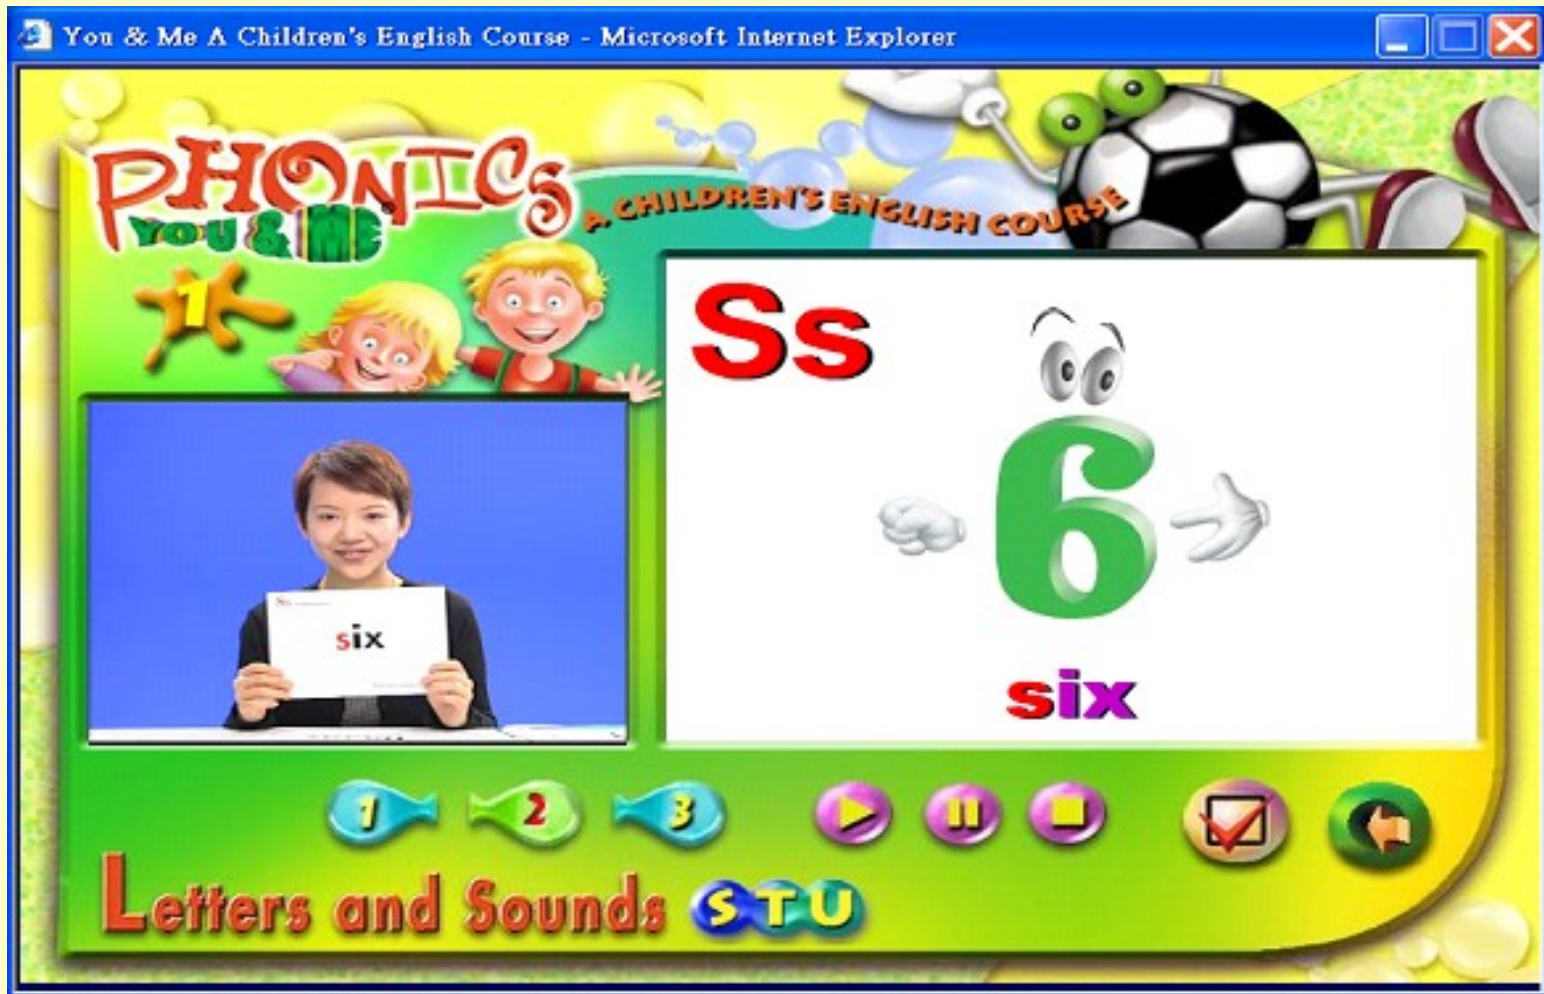 You & Me A Children's English Course - Microsoft Internet Explorer
PHONICS
YOU & ME
A CHILDREN'S ENGLISH COURSE
1
Ss
6
six
Ss
six
1 2 3
Letters and Sounds S T U